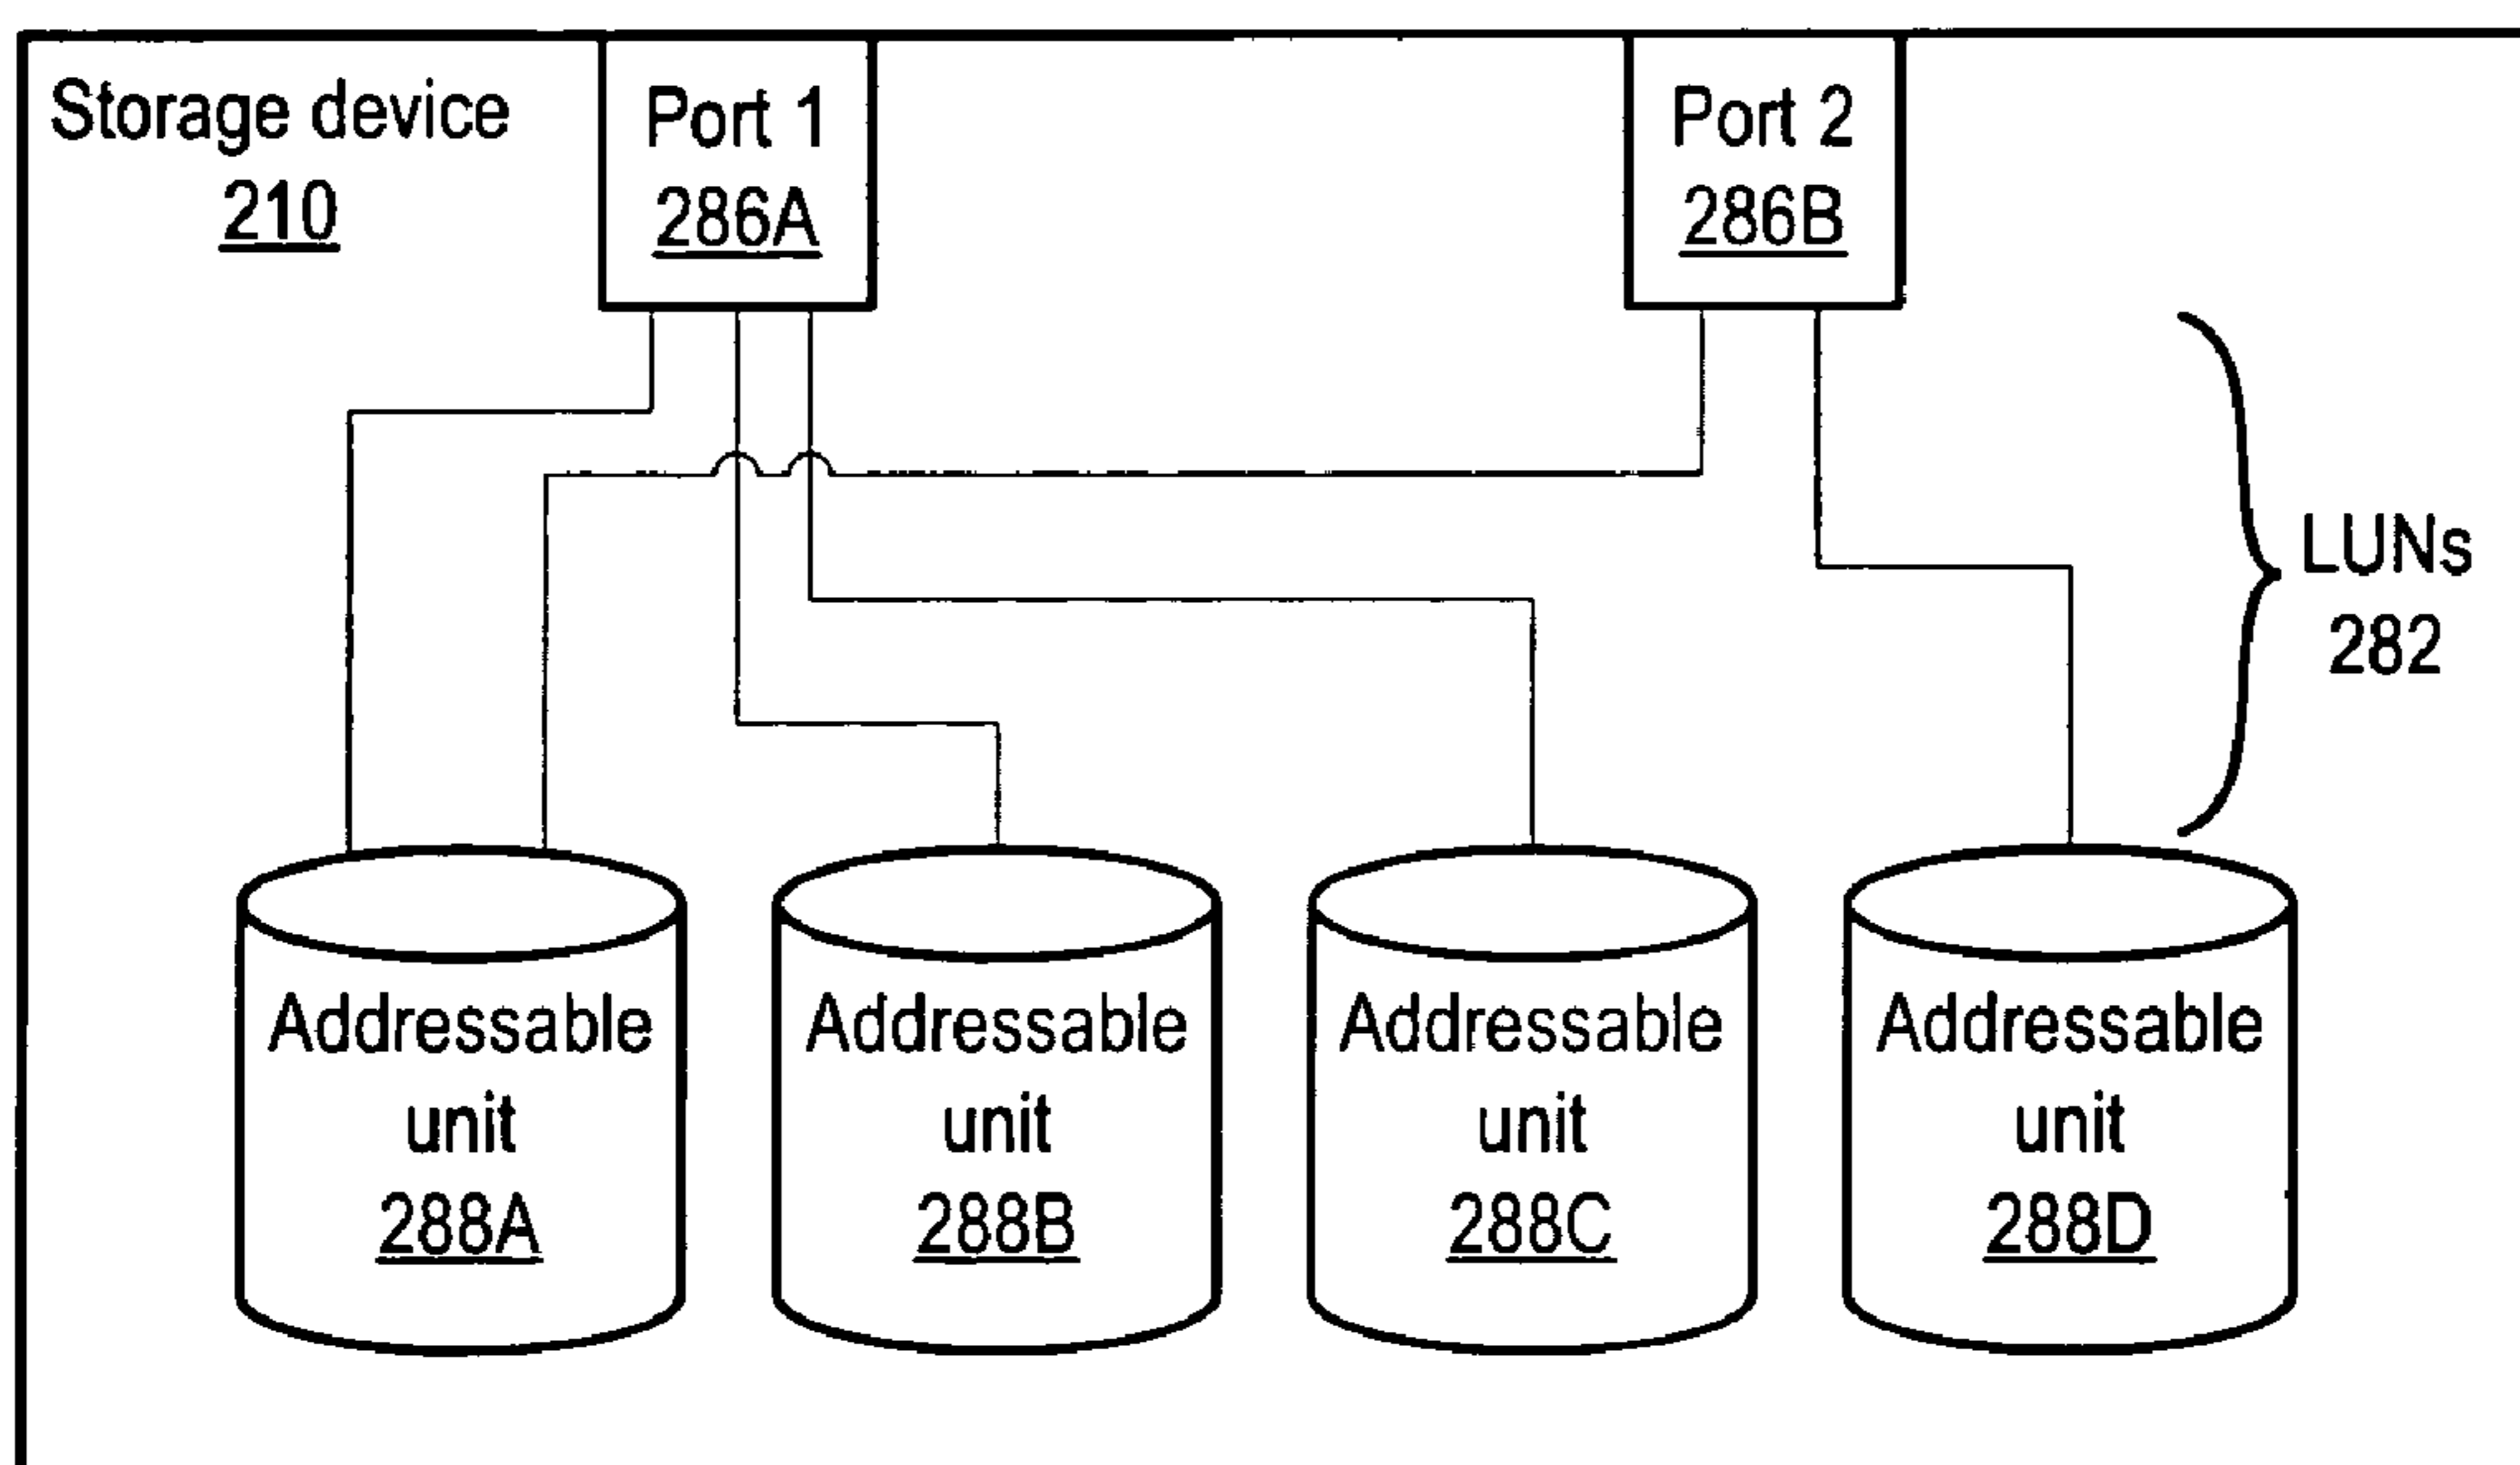 Storage device
210
Port 1
286A
Port 2
286B
LUNs
282
Addressable
unit
288A
Addressable
unit
288B
Addressable
unit
288C
Addressable
unit
288D